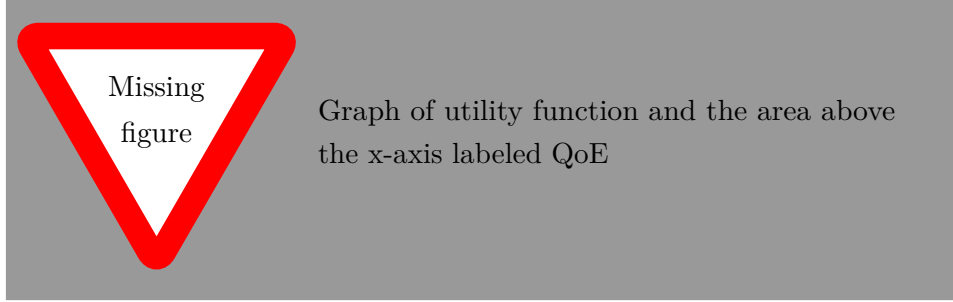 Missing
figure
Graph of utility function and the area above
the x-axis labeled QoE